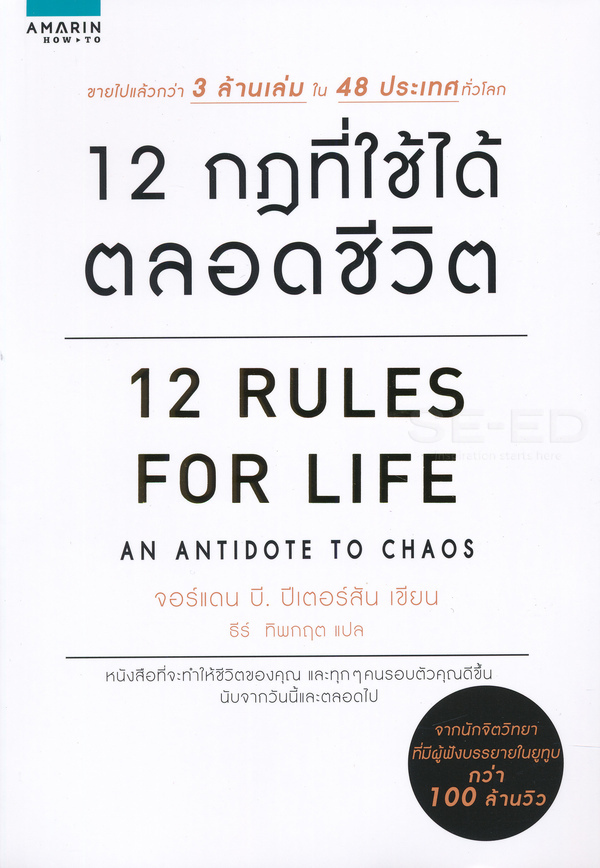 AMARIN
HOW▸TO
ขายไปแล้วกว่า 3 ล้านเล่ม ใน 48 ประเทศทั่วโลก
12 กฎที่ใช้ได้
ตลอดชีวิต
12 RULES
FOR LIFE
SE-ED
AN ANTIDOTE TO CHAOS
จอร์แดน บี. ปีเตอร์สัน เขียน
ธีร์ ทิพกฤต แปล
หนังสือที่จะทำให้ชีวิตของคุณ และทุกๆคนรอบตัวคุณดีขึ้น
นับจากวันนี้และตลอดไป
จากนักจิตวิทยา
ที่มีผู้ฟังบรรยายในยูทูบ
กว่า
100 ล้านวิว